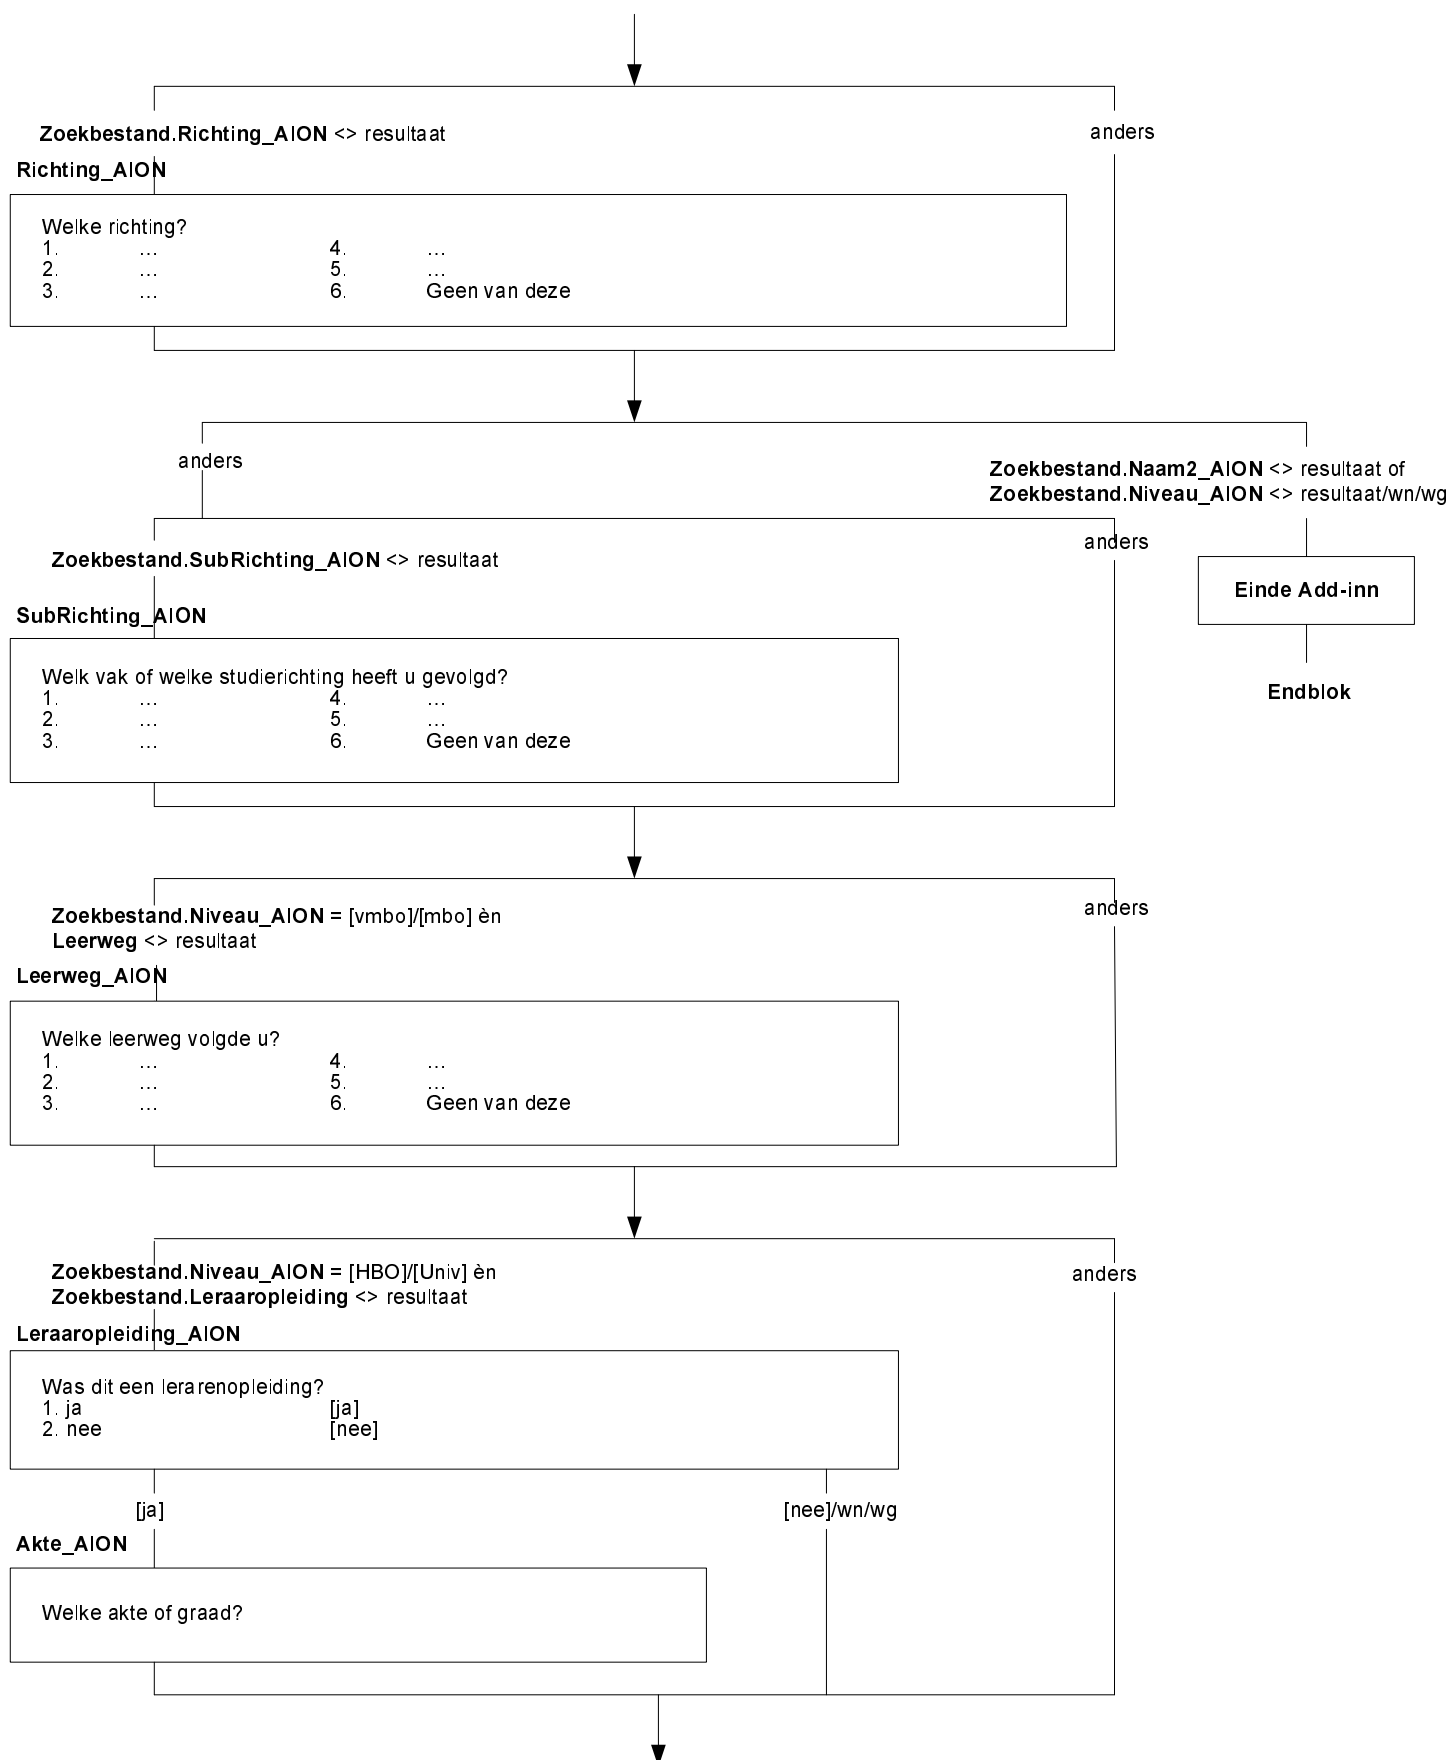 Zoekbestand.Richting_AION <> resultaat
anders
Richting_AION
Welke richting?
1. ... 4. ...
2. ... 5. ...
3. ... 6. Geen van deze
anders
Zoekbestand.Naam2_AION <> resultaat of
Zoekbestand.Niveau_AION <> resultaat/wn/wg
anders
Zoekbestand.SubRichting_AION <> resultaat
Einde Add-inn
SubRichting_AION
Welk vak of welke studierichting heeft u gevolgd?
1. ... 4. ...
2. ... 5. ...
3. ... 6. Geen van deze
Endblok
Zoekbestand.Niveau_AION = [vmbo]/[mbo] èn
anders
Leerweg <> resultaat
Leerweg_AION
Welke leerweg volgde u?
1. ... 4. ...
2. ... 5. ...
3. ... 6. Geen van deze
Zoekbestand.Niveau_AION = [HBO]/[Univ] èn
anders
Zoekbestand.Leraaropleiding <> resultaat
Leraaropleiding_AION
Was dit een lerarenopleiding?
1. ja [ja]
2. nee [nee]
[ja] [nee]/wn/wg
Akte_AION
Welke akte of graad?